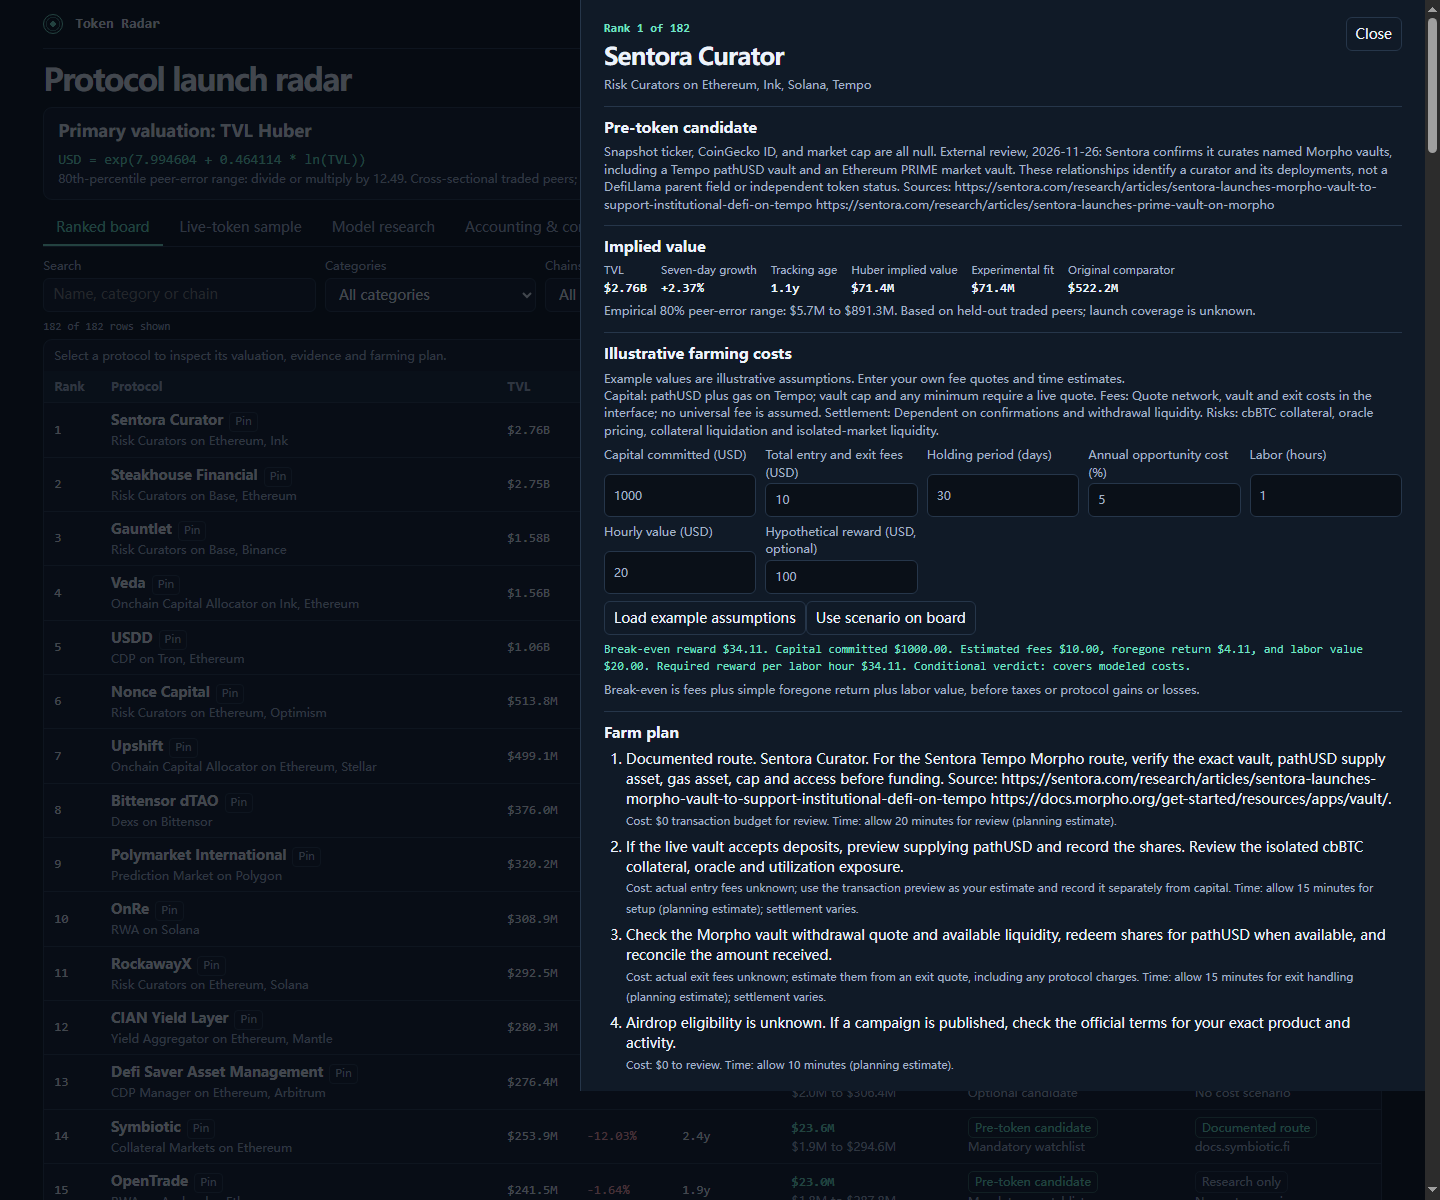 Token Radar
Protocol launch radar
Primary valuation: TVL Huber
USD = exp(7.994604 + 0.464114 * ln(TVL))
80th-percentile peer-error range: divide or multiply by 12.49. Cross-sectional traded peers;
Ranked board
Live-token sample
Model research
Accounting & co
Search
Categories
Chains
Name, category or chain
All categories
All
182 of 182 rows shown
Select a protocol to inspect its valuation, evidence and farming plan.
Rank Protocol TVL
1 Sentora Curator Pin $2.76B
Risk Curators on Ethereum, Ink
2 Steakhouse Financial Pin $2.75B
Risk Curators on Base, Ethereum
3 Gauntlet Pin $1.58B
Risk Curators on Base, Binance
4 Veda Pin $1.56B
Onchain Capital Allocator on Ink, Ethereum
5 USDD Pin $1.06B
CDP on Tron, Ethereum
6 Nonce Capital Pin $513.8M
Risk Curators on Ethereum, Optimism
7 Upshift Pin $499.1M
Onchain Capital Allocator on Ethereum, Stellar
8 Bittensor dTAO Pin $376.0M
Dexs on Bittensor
9 Polymarket International Pin $320.2M
Prediction Market on Polygon
10 OnRe Pin $308.9M
RWA on Solana
11 RockawayX Pin $292.5M
Risk Curators on Ethereum, Solana
12 CIAN Yield Layer Pin $280.3M
Yield Aggregator on Ethereum, Mantle
13 Defi Saver Asset Management Pin $276.4M
CDP Manager on Ethereum, Arbitrum $2.0M to $306.4M Optional candidate No cost scenario
14 Symbiotic Pin $253.9M -12.03% 2.4y $23.6M Pre-token candidate Documented route
Collateral Markets on Ethereum $1.9M to $294.6M Mandatory watchlist docs.symbiotic.fi
15 OpenTrade Pin $241.5M -1.64% 1.9y $23.0M Pre-token candidate Research only
Rank 1 of 182
Close
Sentora Curator
Risk Curators on Ethereum, Ink, Solana, Tempo
Pre-token candidate
Snapshot ticker, CoinGecko ID, and market cap are all null. External review, 2026-11-26: Sentora confirms it curates named Morpho vaults,
including a Tempo pathUSD vault and an Ethereum PRIME market vault. These relationships identify a curator and its deployments, not a
DefiLlama parent field or independent token status. Sources: https://sentora.com/research/articles/sentora-launches-morpho-vault-to-
support-institutional-defi-on-tempo https://sentora.com/research/articles/sentora-launches-prime-vault-on-morpho
Implied value
TVL Seven-day growth Tracking age Huber implied value Experimental fit Original comparator
$2.76B +2.37% 1.1y $71.4M $71.4M $522.2M
Empirical 80% peer-error range: $5.7M to $891.3M. Based on held-out traded peers; launch coverage is unknown.
Illustrative farming costs
Example values are illustrative assumptions. Enter your own fee quotes and time estimates.
Capital: pathUSD plus gas on Tempo; vault cap and any minimum require a live quote. Fees: Quote network, vault and exit costs in the
interface; no universal fee is assumed. Settlement: Dependent on confirmations and withdrawal liquidity. Risks: cbBTC collateral, oracle
pricing, collateral liquidation and isolated-market liquidity.
Capital committed (USD) Total entry and exit fees (USD) Holding period (days) Annual opportunity cost (%) Labor (hours)
1000 10 30 5 1
Hourly value (USD) Hypothetical reward (USD, optional)
20 100
Load example assumptions
Use scenario on board
Break-even reward $34.11. Capital committed $1000.00. Estimated fees $10.00, foregone return $4.11, and labor value
$20.00. Required reward per labor hour $34.11. Conditional verdict: covers modeled costs.
Break-even is fees plus simple foregone return plus labor value, before taxes or protocol gains or losses.
Farm plan
1. Documented route. Sentora Curator. For the Sentora Tempo Morpho route, verify the exact vault, pathUSD supply
asset, gas asset, cap and access before funding. Source: https://sentora.com/research/articles/sentora-launches-
morpho-vault-to-support-institutional-defi-on-tempo https://docs.morpho.org/get-started/resources/apps/vault/.
Cost: $0 transaction budget for review. Time: allow 20 minutes for review (planning estimate).
2. If the live vault accepts deposits, preview supplying pathUSD and record the shares. Review the isolated cbBTC
collateral, oracle and utilization exposure.
Cost: actual entry fees unknown; use the transaction preview as your estimate and record it separately from capital. Time: allow 15 minutes for
setup (planning estimate); settlement varies.
3. Check the Morpho vault withdrawal quote and available liquidity, redeem shares for pathUSD when available, and
reconcile the amount received.
Cost: actual exit fees unknown; estimate them from an exit quote, including any protocol charges. Time: allow 15 minutes for exit handling
(planning estimate); settlement varies.
4. Airdrop eligibility is unknown. If a campaign is published, check the official terms for your exact product and
activity.
Cost: $0 to review. Time: allow 10 minutes (planning estimate).